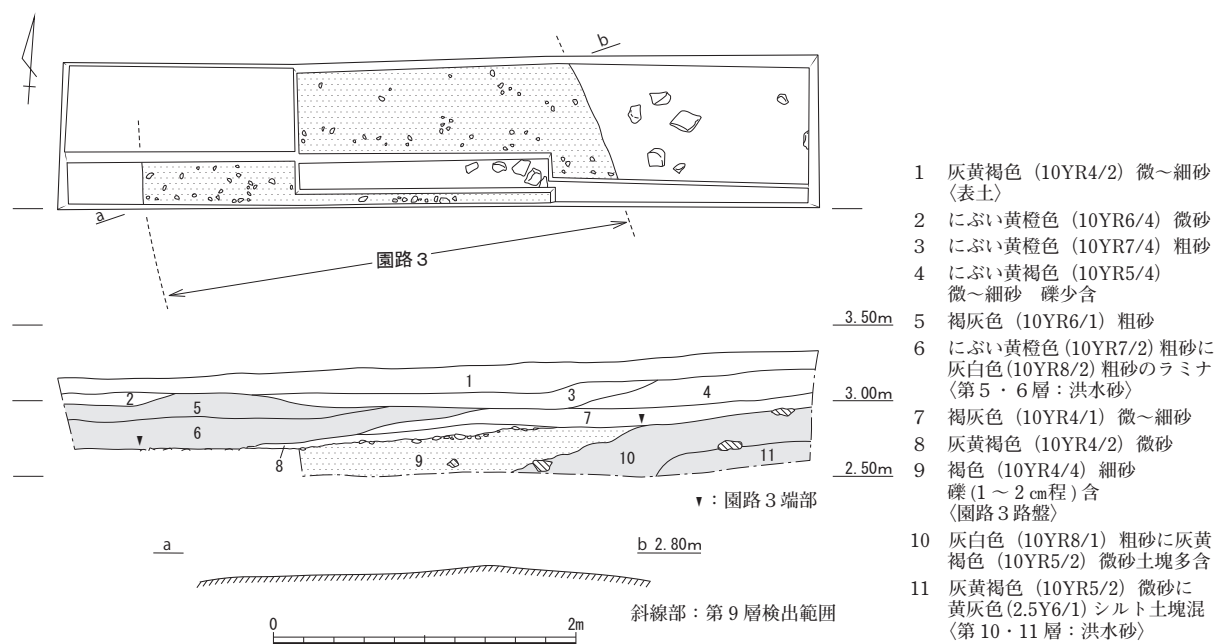 b
a
園路3
3.50m
1
2
3
4
3.00m
5
7
6
8
9
10
11
2.50m
▼：園路3端部
a
b 2.80m
斜線部：第9層検出範囲
0
2m
1 灰黄褐色 (10YR4/2) 微～細砂
〈表土〉
2 にぶい黄橙色 (10YR6/4) 微砂
3 にぶい黄橙色 (10YR7/4) 粗砂
4 にぶい黄褐色 (10YR5/4)
微～細砂　礫少含
5 褐灰色 (10YR6/1) 粗砂
6 にぶい黄橙色(10YR7/2)粗砂に
灰白色(10YR8/2)粗砂のラミナ
〈第5・6層：洪水砂〉
7 褐灰色 (10YR4/1) 微～細砂
8 灰黄褐色 (10YR4/2) 微砂
9 褐色 (10YR4/4) 細砂
礫(1～2㎝程)含
〈園路3路盤〉
10 灰白色 (10YR8/1) 粗砂に灰黄
褐色 (10YR5/2) 微砂土塊多含
11 灰黄褐色 (10YR5/2) 微砂に
黄灰色(2.5Y6/1)シルト土塊混
〈第10・11層：洪水砂〉